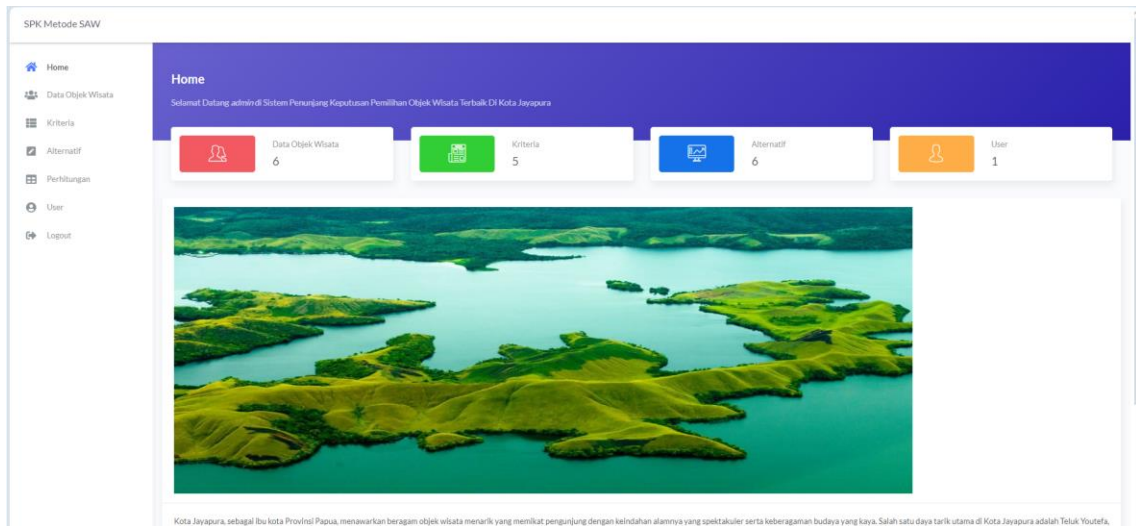 SPK Metode SAW
Home
Data Objek Wisata
Kriteria
Alternatif
Perhitungan
User
Logout
Home
Selamat Datang admin di Sistem Penunjang Keputusan Pemilihan Objek Wisata Terbaik Di Kota Jayapura
Data Objek Wisata
6
Kriteria
5
Alternatif
6
User
1
Kota Jayapura, sebagai ibu kota Provinsi Papua, menawarkan beragam objek wisata menarik yang memikat pengunjung dengan keindahan alamnya yang spektakuler serta keberagaman budaya yang kaya. Salah satu daya tarik utama di Kota Jayapura adalah Teluk Youtefa,